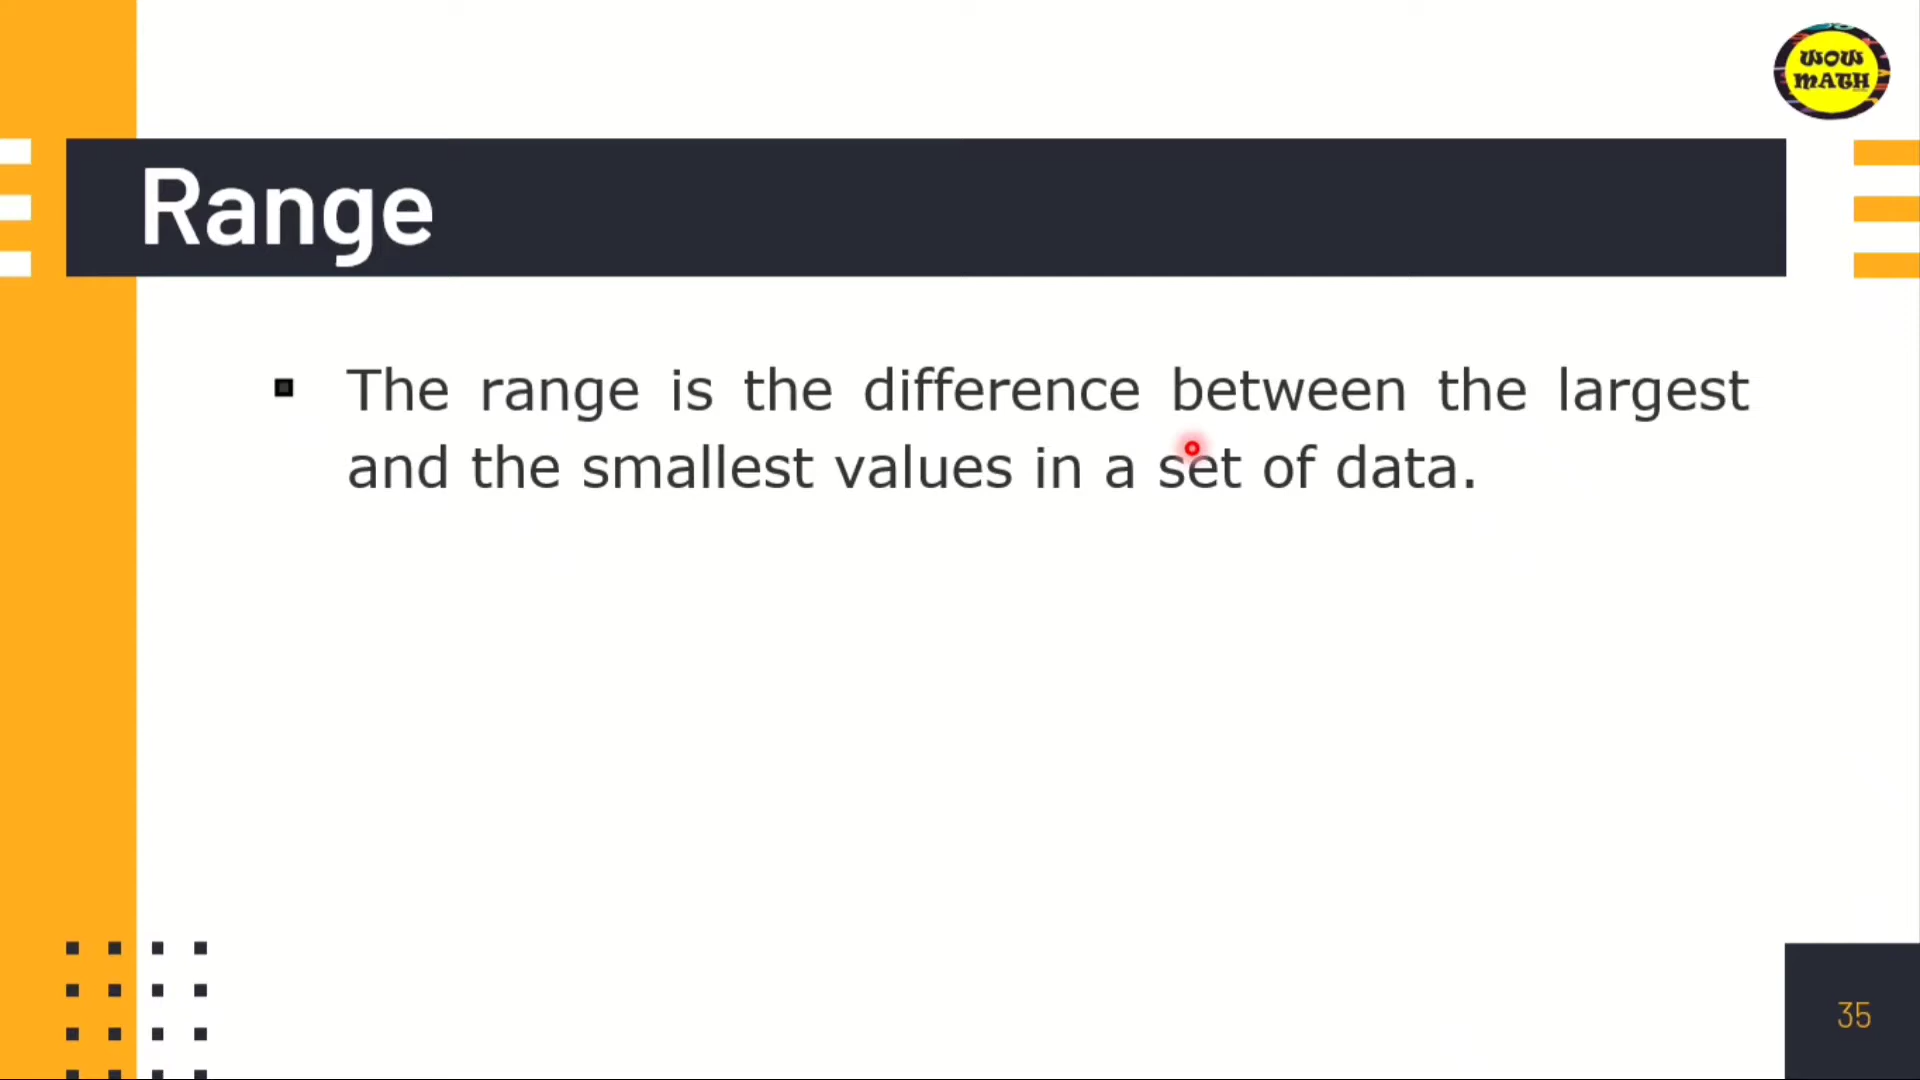 WOW
MATH
Range
▪ The range is the difference between the largest
and the smallest values in a set of data.
35